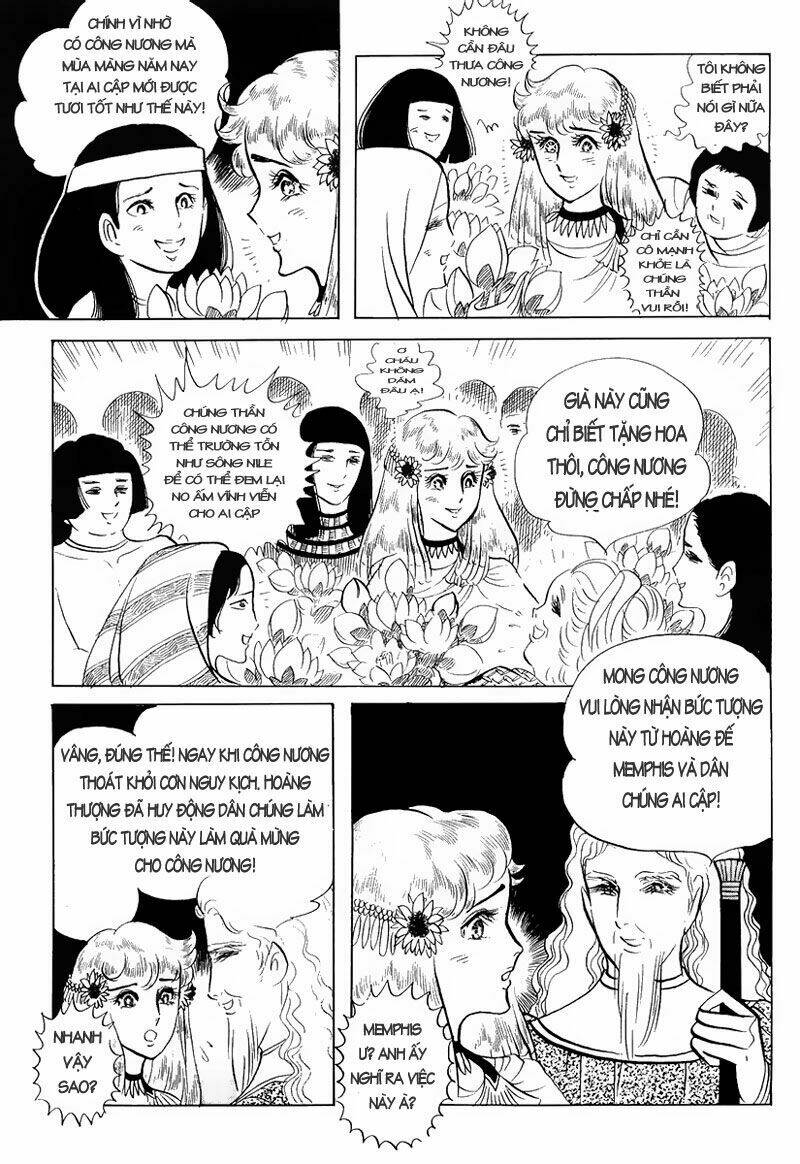 CHÍNH VÌ NHỜ
CÓ CÔNG NƯƠNG MÀ
MÙA MÀNG NĂM NAY
TẠI AI CẬP MỚI ĐƯỢC
TƯƠI TỐT NHƯ THẾ NÀY!
KHÔNG
CẦN ĐÂU
THƯA CÔNG
NƯƠNG!
TÔI KHÔNG
BIẾT PHẢI
NÓI GÌ NỮA
ĐÂY?
CHỈ CẦN
CÔ MẠNH
KHỎE LÀ
CHÚNG
THẦN
VUI RỒI!
CHÚNG THẦN
CÔNG NƯƠNG CÓ
THỂ TRƯỜNG TỒN
NHƯ SÔNG NILE
ĐỂ CÓ THỂ ĐEM LẠI
NO ẤM VĨNH VIỄN
CHO AI CẬP
Ơ
CHÁU
KHÔNG
DÁM
ĐÂU Ạ!
GIÀ NÀY CŨNG
CHỈ BIẾT TẶNG HOA
THÔI, CÔNG NƯƠNG
ĐỪNG CHẤP NHÉ!
MONG CÔNG NƯƠNG
VUI LÒNG NHẬN BỨC TƯỢNG
NÀY TỪ HOÀNG ĐẾ
MEMPHIS VÀ DÂN
CHÚNG AI CẬP!
VÂNG, ĐÚNG THẾ! NGAY KHI CÔNG NƯƠNG
THOÁT KHỎI CƠN NGUY KỊCH, HOÀNG
THƯỢNG ĐÃ HUY ĐỘNG DÂN CHÚNG LÀM
BỨC TƯỢNG NÀY LÀM QUÀ MỪNG
CHO CÔNG NƯƠNG!
NHANH
VẬY
SAO?
MEMPHIS
Ư? ANH ẤY
NGHĨ RA VIỆC
NÀY À?